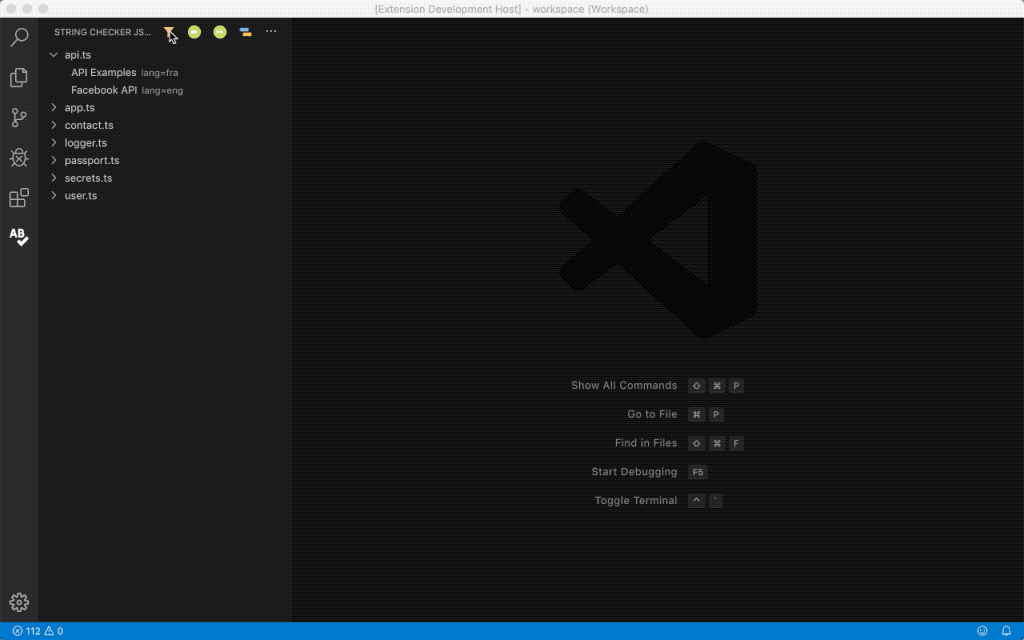 [Extension Development Host] - workspace (Workspace)
STRING CHECKER JS...
api.ts
API Examples lang=fra
Facebook API lang=eng
app.ts
contact.ts
logger.ts
passport.ts
secrets.ts
user.ts
AB
Show All Commands ⇧ ⌘ P
Go to File ⌘ P
Find in Files ⇧ ⌘ F
Start Debugging F5
Toggle Terminal ^ `
112 0